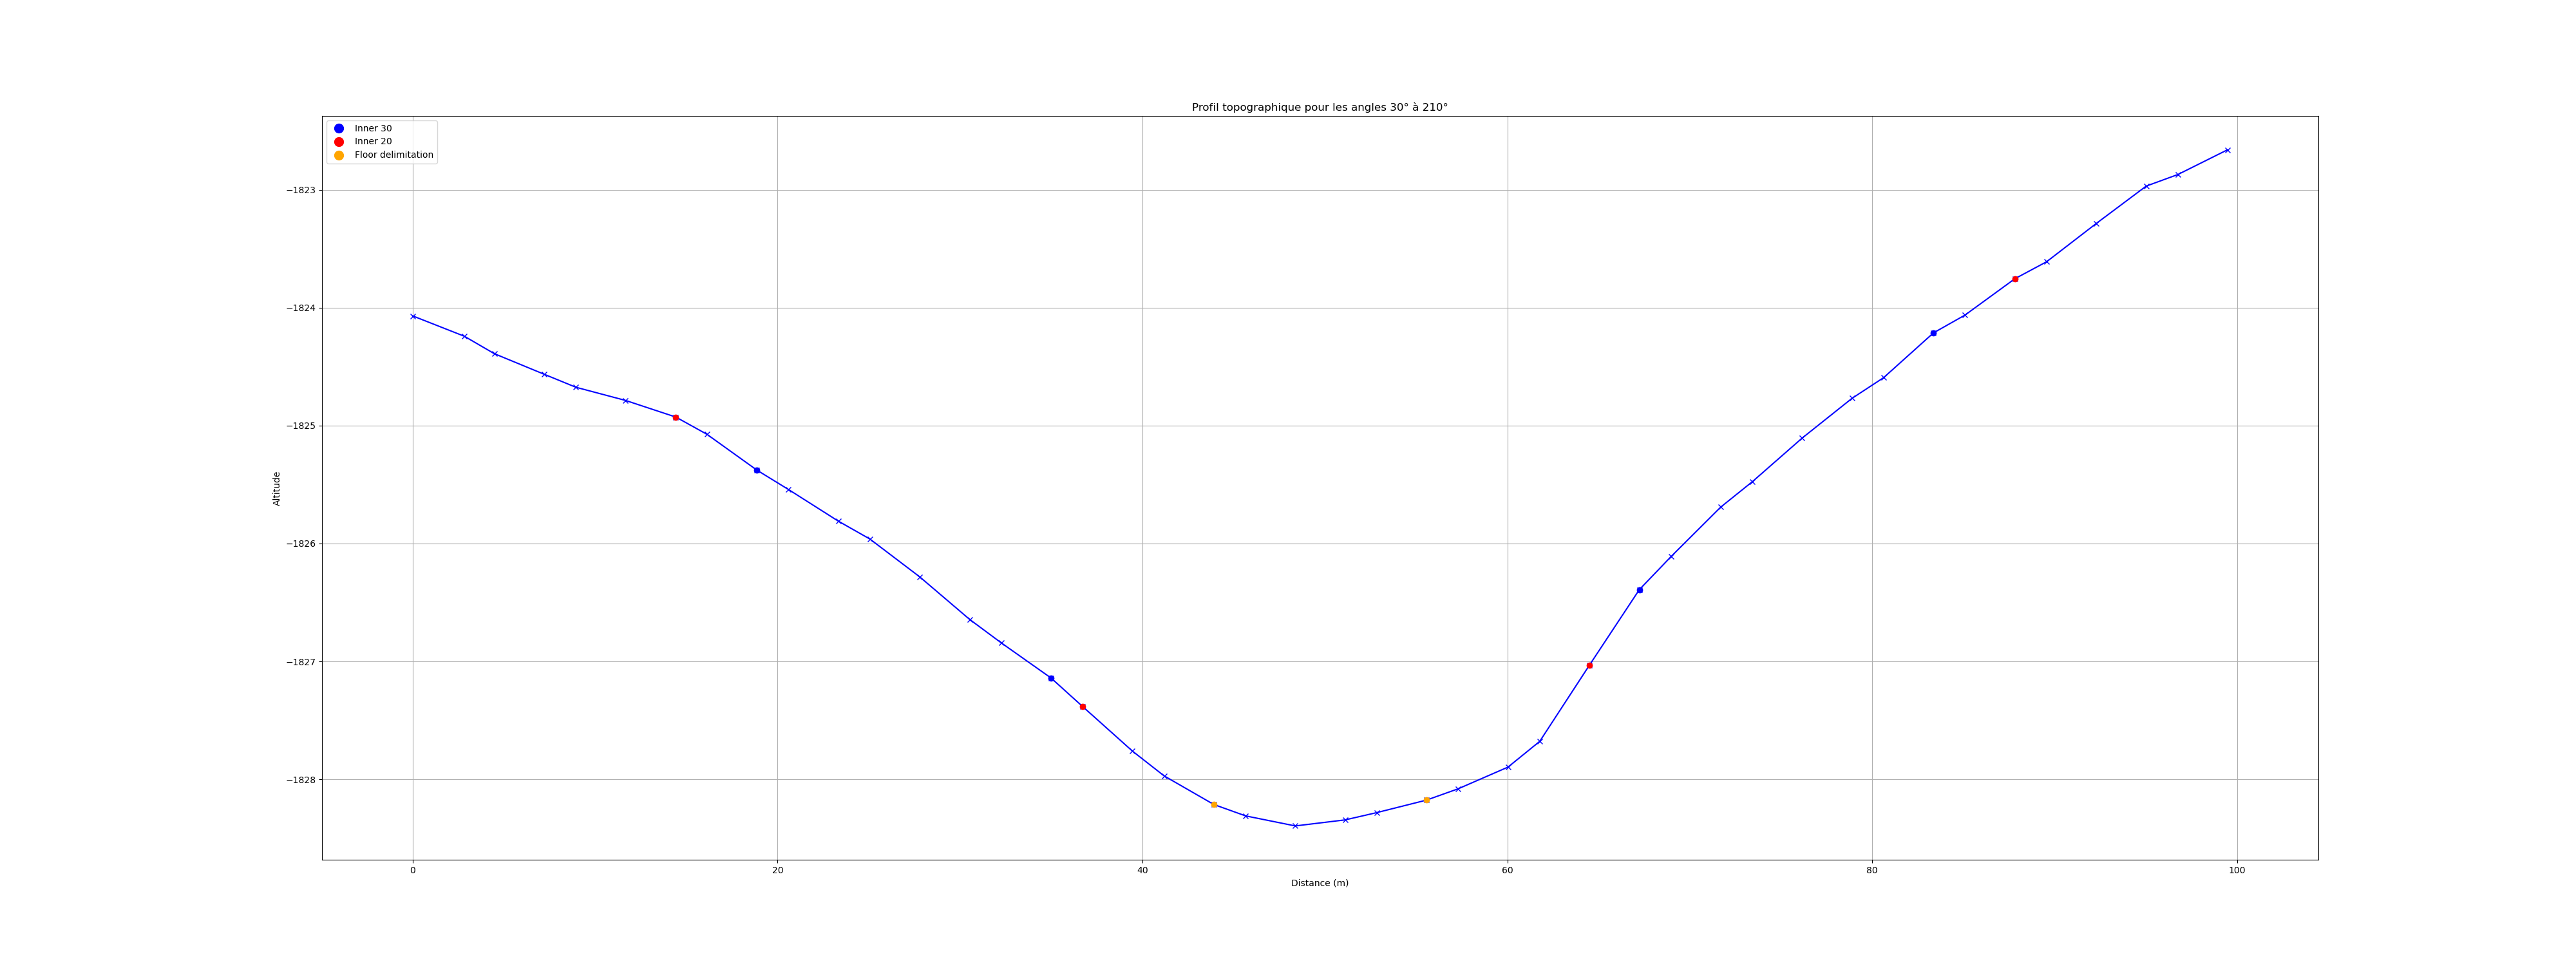 Profil topographique pour les angles 30° à 210°
Inner 30
Inner 20
Floor delimitation
−1823
−1824
−1825
−1826
−1827
−1828
Altitude
0 20 40 60 80 100
Distance (m)